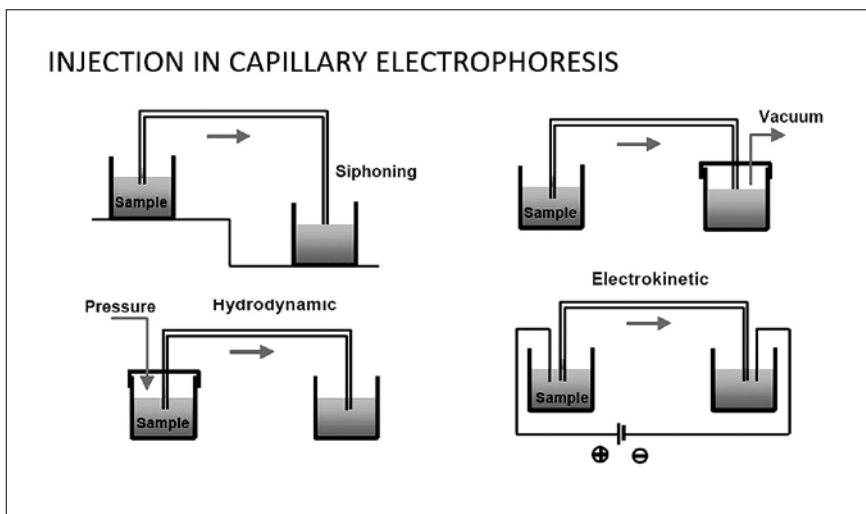 INJECTION IN CAPILLARY ELECTROPHORESIS
Siphoning
Sample
Vacuum
Sample
Pressure
Hydrodynamic
Sample
Electrokinetic
Sample
+ −